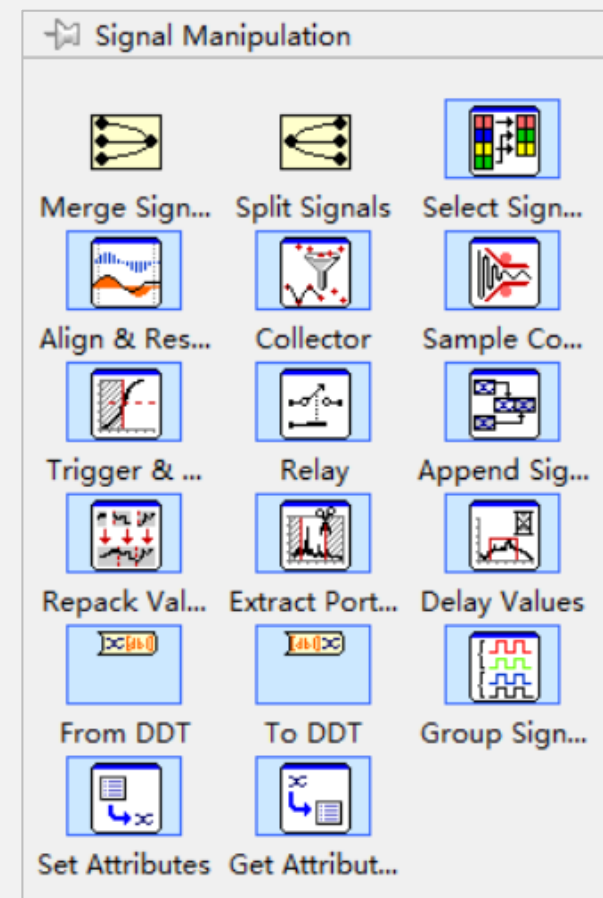 Signal Manipulation
Merge Sign... Split Signals Select Sign...
Align & Res... Collector Sample Co...
Trigger & ... Relay Append Sig...
Repack Val... Extract Port... Delay Values
From DDT To DDT Group Sign...
Set Attributes Get Attribut...